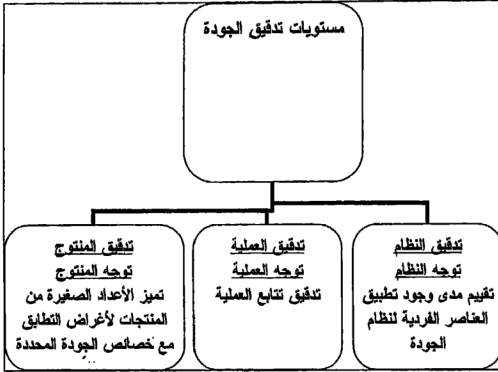 مستويات تدقيق الجودة
تدقيق النظام
توجه النظام
تقييم مدى وجود تطبيق
العناصر الفردية لنظام
الجودة
تدقيق العملية
توجه العملية
تدقيق تتابع العملية
تدقيق المنتوج
توجه المنتوج
تميز الأعداد الصغيرة من
المنتجات لأغراض التطابق
مع خصائص الجودة المحددة